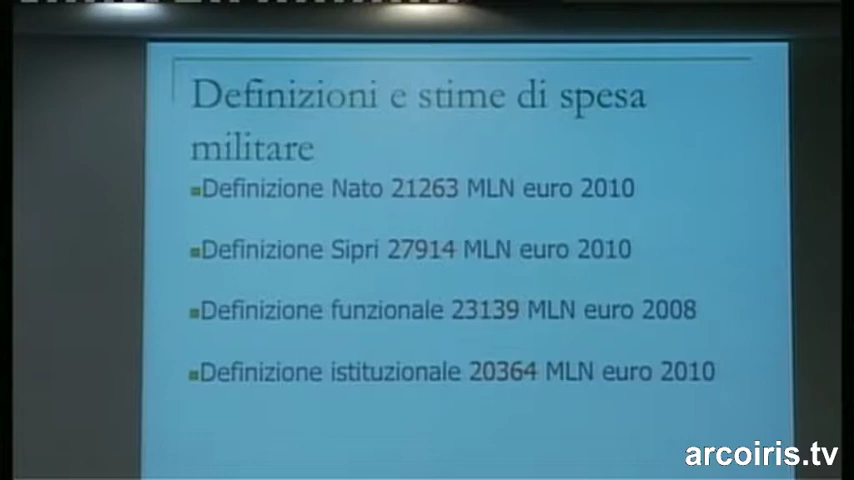 Definizioni e stime di spesa
militare
Definizione Nato 21263 MLN euro 2010
Definizione Sipri 27914 MLN euro 2010
Definizione funzionale 23139 MLN euro 2008
Definizione istituzionale 20364 MLN euro 2010
arcoiris.tv